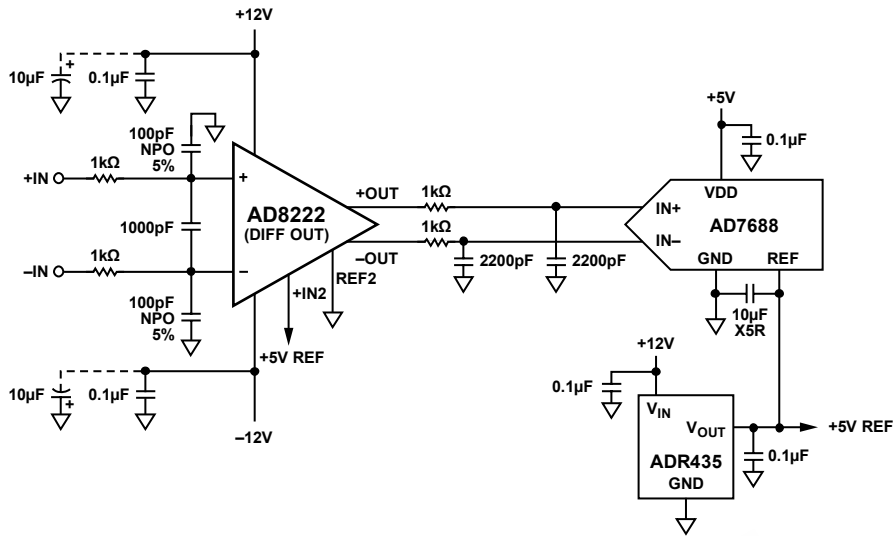 +12V
10µF
+
0.1µF
100pF
NPO
5%
+IN
1kΩ
+
1000pF
AD8222
(DIFF OUT)
–IN
1kΩ
–
100pF
NPO
5%
+OUT
1kΩ
1kΩ
–OUT
REF2
+IN2
+5V REF
2200pF
2200pF
10µF
+
0.1µF
–12V
+5V
0.1µF
VDD
IN+
AD7688
IN–
GND
REF
10µF
X5R
+12V
0.1µF
VIN
VOUT
+5V REF
ADR435
0.1µF
GND